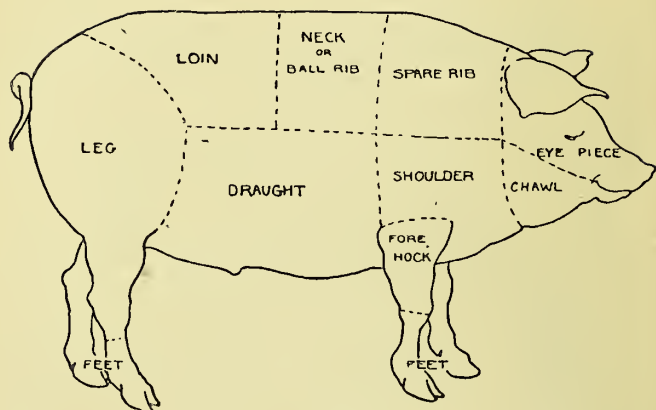 LOIN
NECK
OR
BALL RIB
SPARE RIB
LEG
EYE PIECE
DRAUGHT
SHOULDER
CHAWL
FORE
HOCK
FEET
FEET